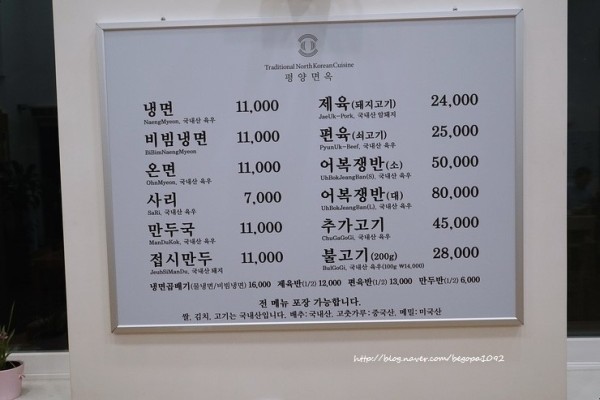 Traditional North Korean Cuisine
평양면옥
냉면 11,000
NaengMyeon, 국내산 육우
비빔냉면 11,000
BiBimNaengMyeon
온면 11,000
OhnMyeon, 국내산 육우
사리 7,000
SaRi, 국내산 육우
만두국 11,000
ManDuKok, 국내산 육우
접시만두 11,000
JeubSiManDu, 국내산 돼지
제육(돼지고기) 24,000
JaeUk-Pork, 국내산 암돼지
편육(쇠고기) 25,000
PyunUk-Beef, 국내산 육우
어복쟁반(소) 50,000
UhBokJeangBan(S), 국내산 육우
어복쟁반(대) 80,000
UhBokJeangBan(L), 국내산 육우
추가고기 45,000
ChuGaGoGi, 국내산 육우
불고기(200g) 28,000
BulGoGi, 국내산 육우(100g ₩14,000)
냉면곱배기(물냉면/비빔냉면) 16,000 제육반(1/2) 12,000 편육반(1/2) 13,000 만두반(1/2) 6,000
전 메뉴 포장 가능합니다.
쌀, 김치, 고기는 국내산입니다. 배추:국내산, 고춧가루:중국산, 메밀:미국산
http://blog.naver.com/begopa1092